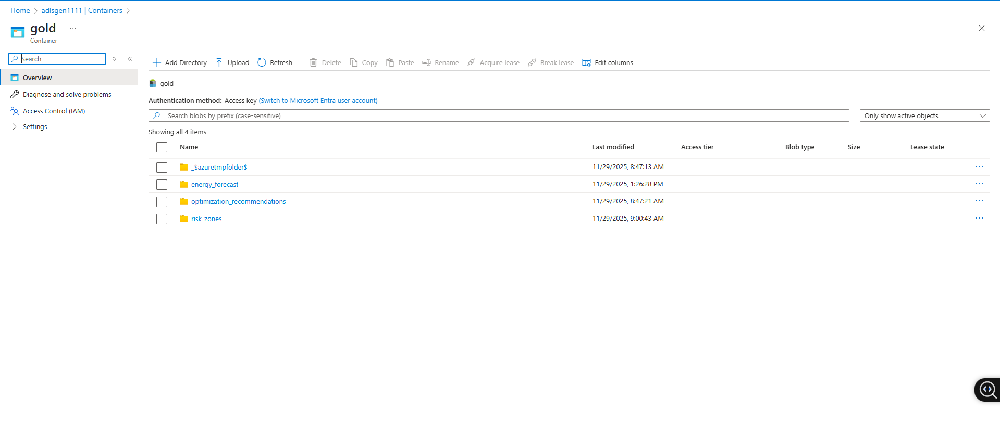 Home > adlsgen1111 | Containers >
gold ...
Container
Search
Overview
Diagnose and solve problems
Access Control (IAM)
Settings
Add Directory Upload Refresh Delete Copy Paste Rename Acquire lease Break lease Edit columns
gold
Authentication method: Access key (Switch to Microsoft Entra user account)
Search blobs by prefix (case-sensitive) Only show active objects
Showing all 4 items
Name Last modified Access tier Blob type Size Lease state
_$azuretmpfolder$ 11/29/2025, 8:47:13 AM ...
energy_forecast 11/29/2025, 1:26:28 PM ...
optimization_recommendations 11/29/2025, 8:47:21 AM ...
risk_zones 11/29/2025, 9:00:43 AM ...